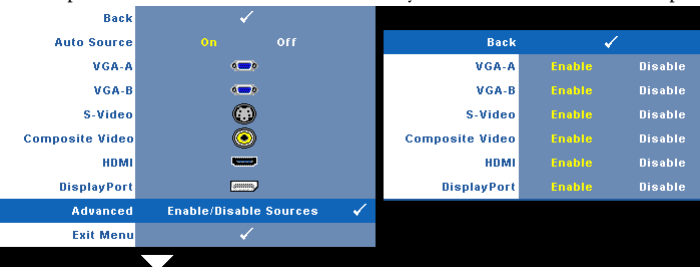 Back
Auto Source On Off
VGA-A
VGA-B
S-Video
Composite Video
HDMI
DisplayPort
Advanced Enable/Disable Sources
Exit Menu
Back
VGA-A Enable Disable
VGA-B Enable Disable
S-Video Enable Disable
Composite Video Enable Disable
HDMI Enable Disable
DisplayPort Enable Disable